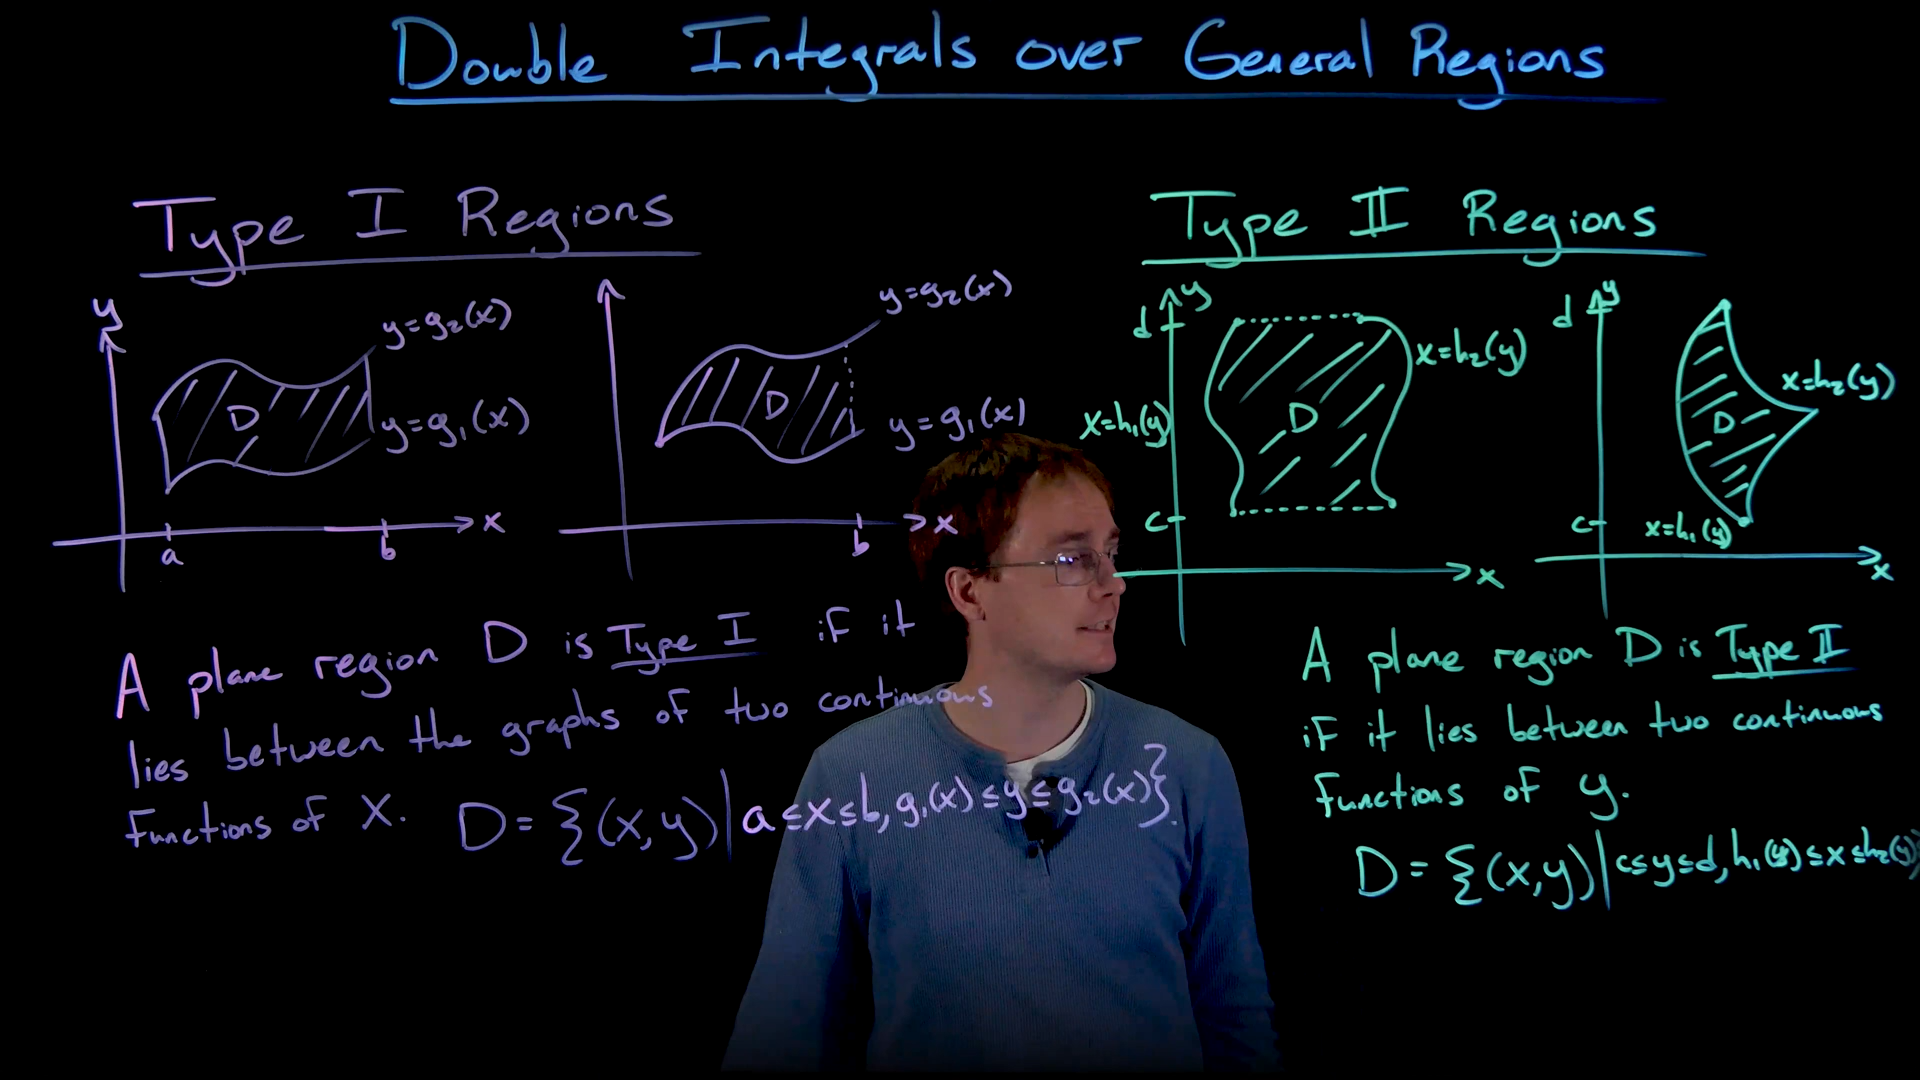 Double Integrals over General Regions
Type I Regions
y
y=g₂(x)
D
y=g₁(x)
a
b
x
y=g₂(x)
D
y=g₁(x)
b
x
A plane region D is Type I if it
lies between the graphs of two continuous
functions of X. D = {(x,y)|a≤x≤b, g₁(x)≤y≤g₂(x)}.
Type II Regions
y
d
x=h₂(y)
x=h₁(y)
D
c
x
y
d
x=h₂(y)
D
c
x=h₁(y)
x
A plane region D is Type II
if it lies between two continuous
functions of y.
D = {(x,y)|c≤y≤d, h₁(y)≤x≤h₂(y)}